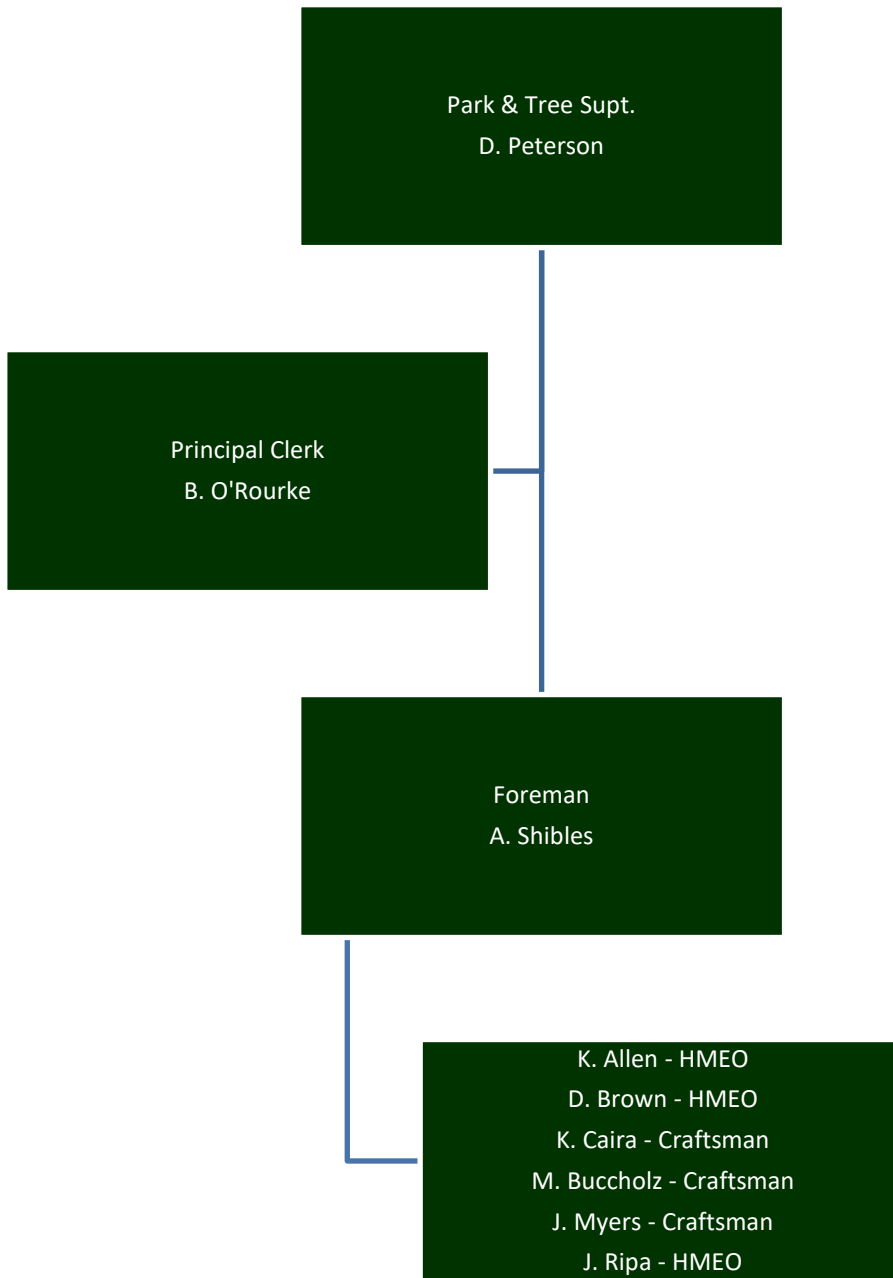 Park & Tree Supt.
D. Peterson
Principal Clerk
B. O'Rourke
Foreman
A. Shibles
K. Allen - HMEO
D. Brown - HMEO
K. Caira - Craftsman
M. Buccholz - Craftsman
J. Myers - Craftsman
J. Ripa - HMEO